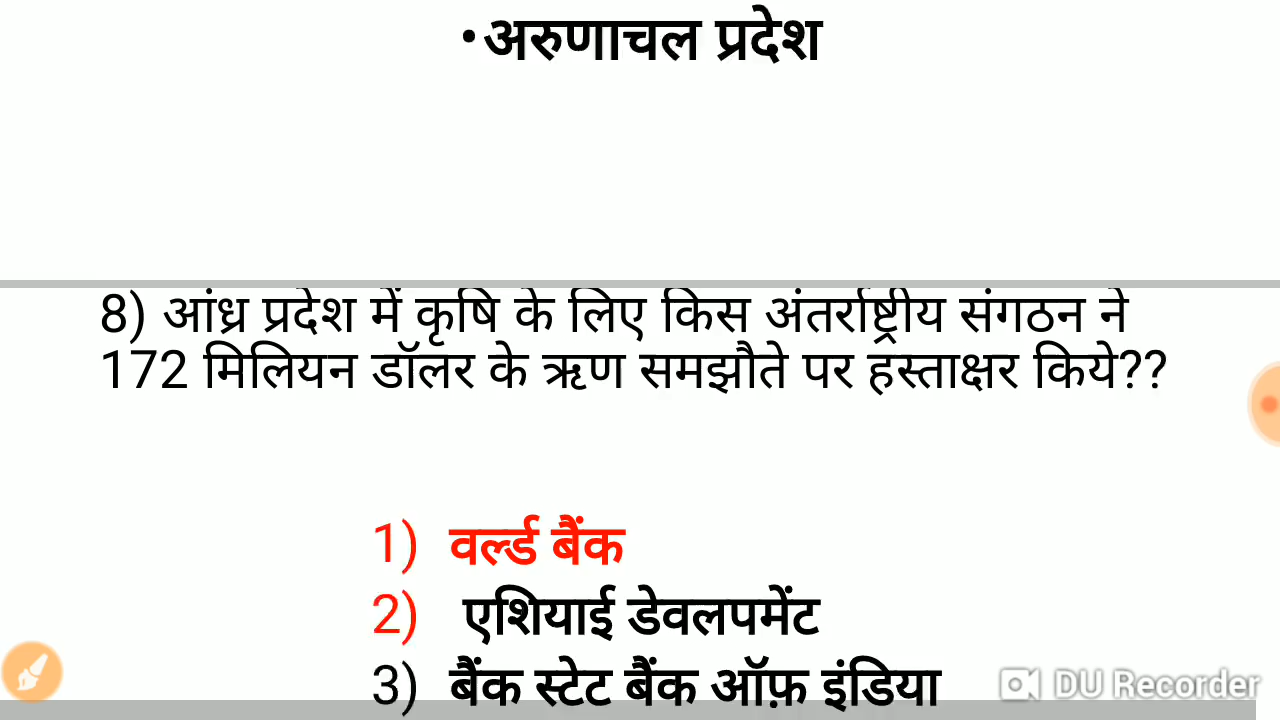 •अरुणाचल प्रदेश
8) आंध्र प्रदेश में कृषि के लिए किस अंतर्राष्ट्रीय संगठन ने
172 मिलियन डॉलर के ऋण समझौते पर हस्ताक्षर किये??
1) वर्ल्ड बैंक
2) एशियाई डेवलपमेंट
3) बैंक स्टेट बैंक ऑफ़ इंडिया
DU Recorder